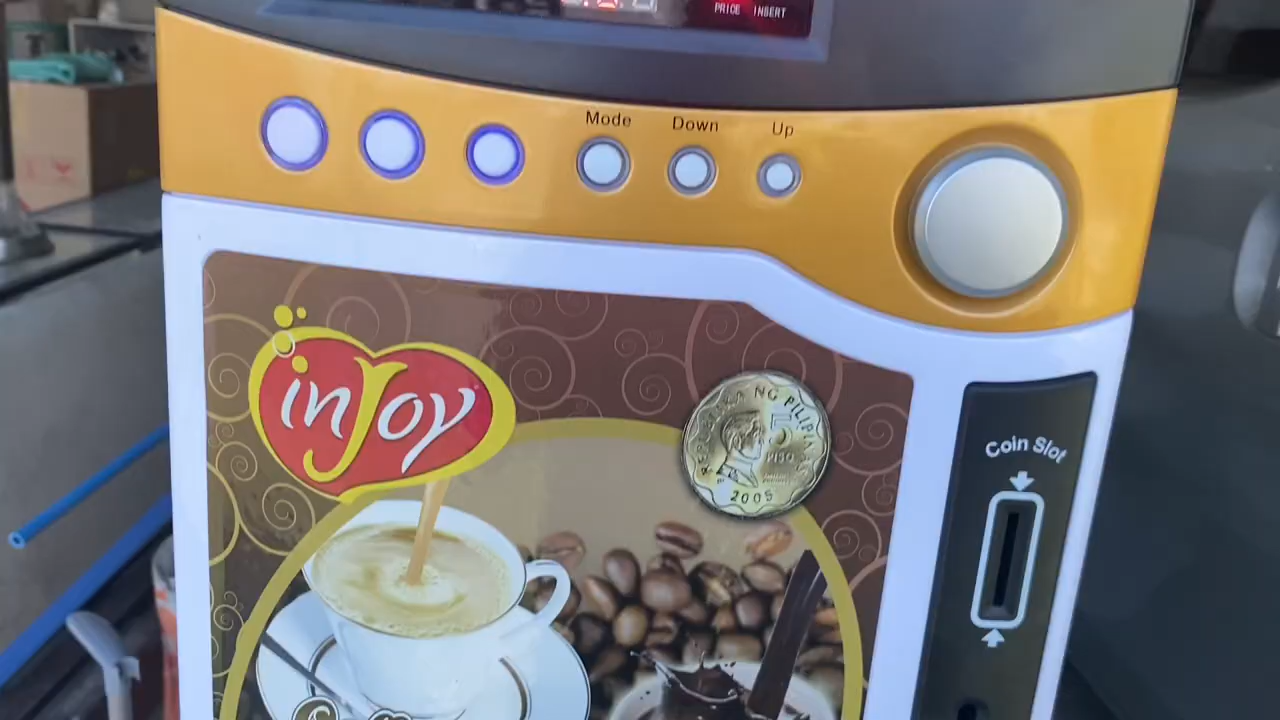 PRICE INSERT
Mode Down Up
inJoy
REPUBLIKA NG PILIPINAS
5
PISO
2005
Coin Slot